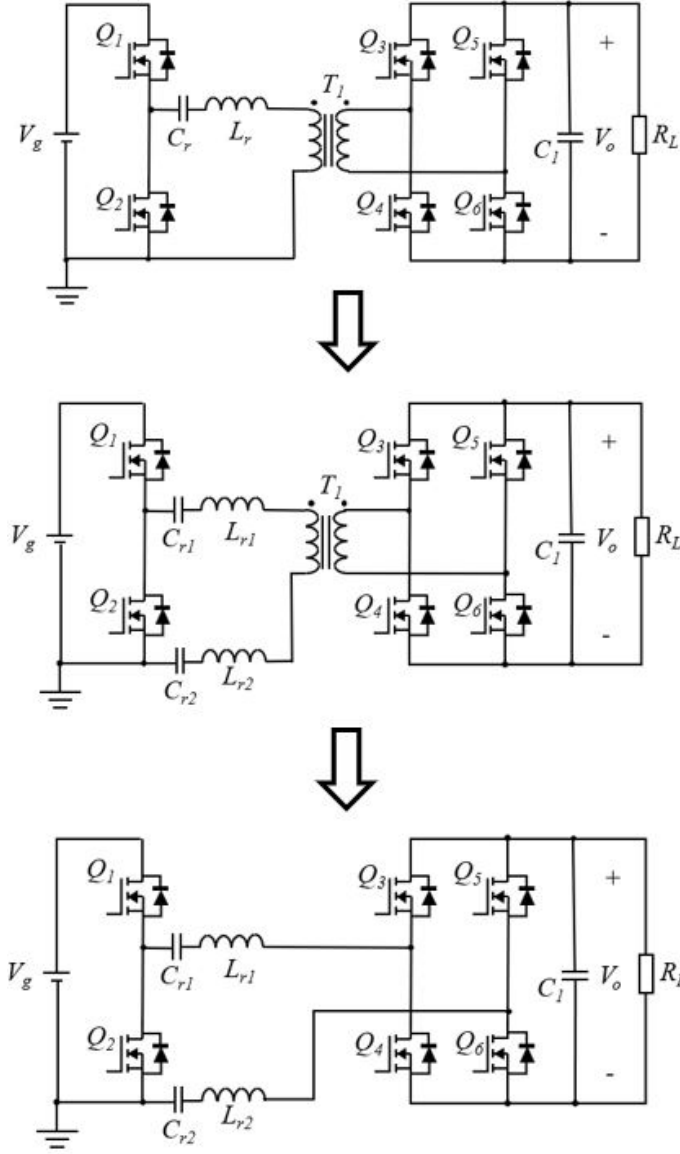 Q1
Q3
Q5
+
T1
Vg
Cr
Lr
C1
Vo
RL
Q2
Q4
Q6
-
Q1
Q3
Q5
+
T1
Vg
Cr1
Lr1
C1
Vo
RL
Q2
Q4
Q6
-
Cr2
Lr2
Q1
Q3
Q5
+
Vg
Cr1
Lr1
C1
Vo
Q2
Q4
Q6
-
Cr2
Lr2